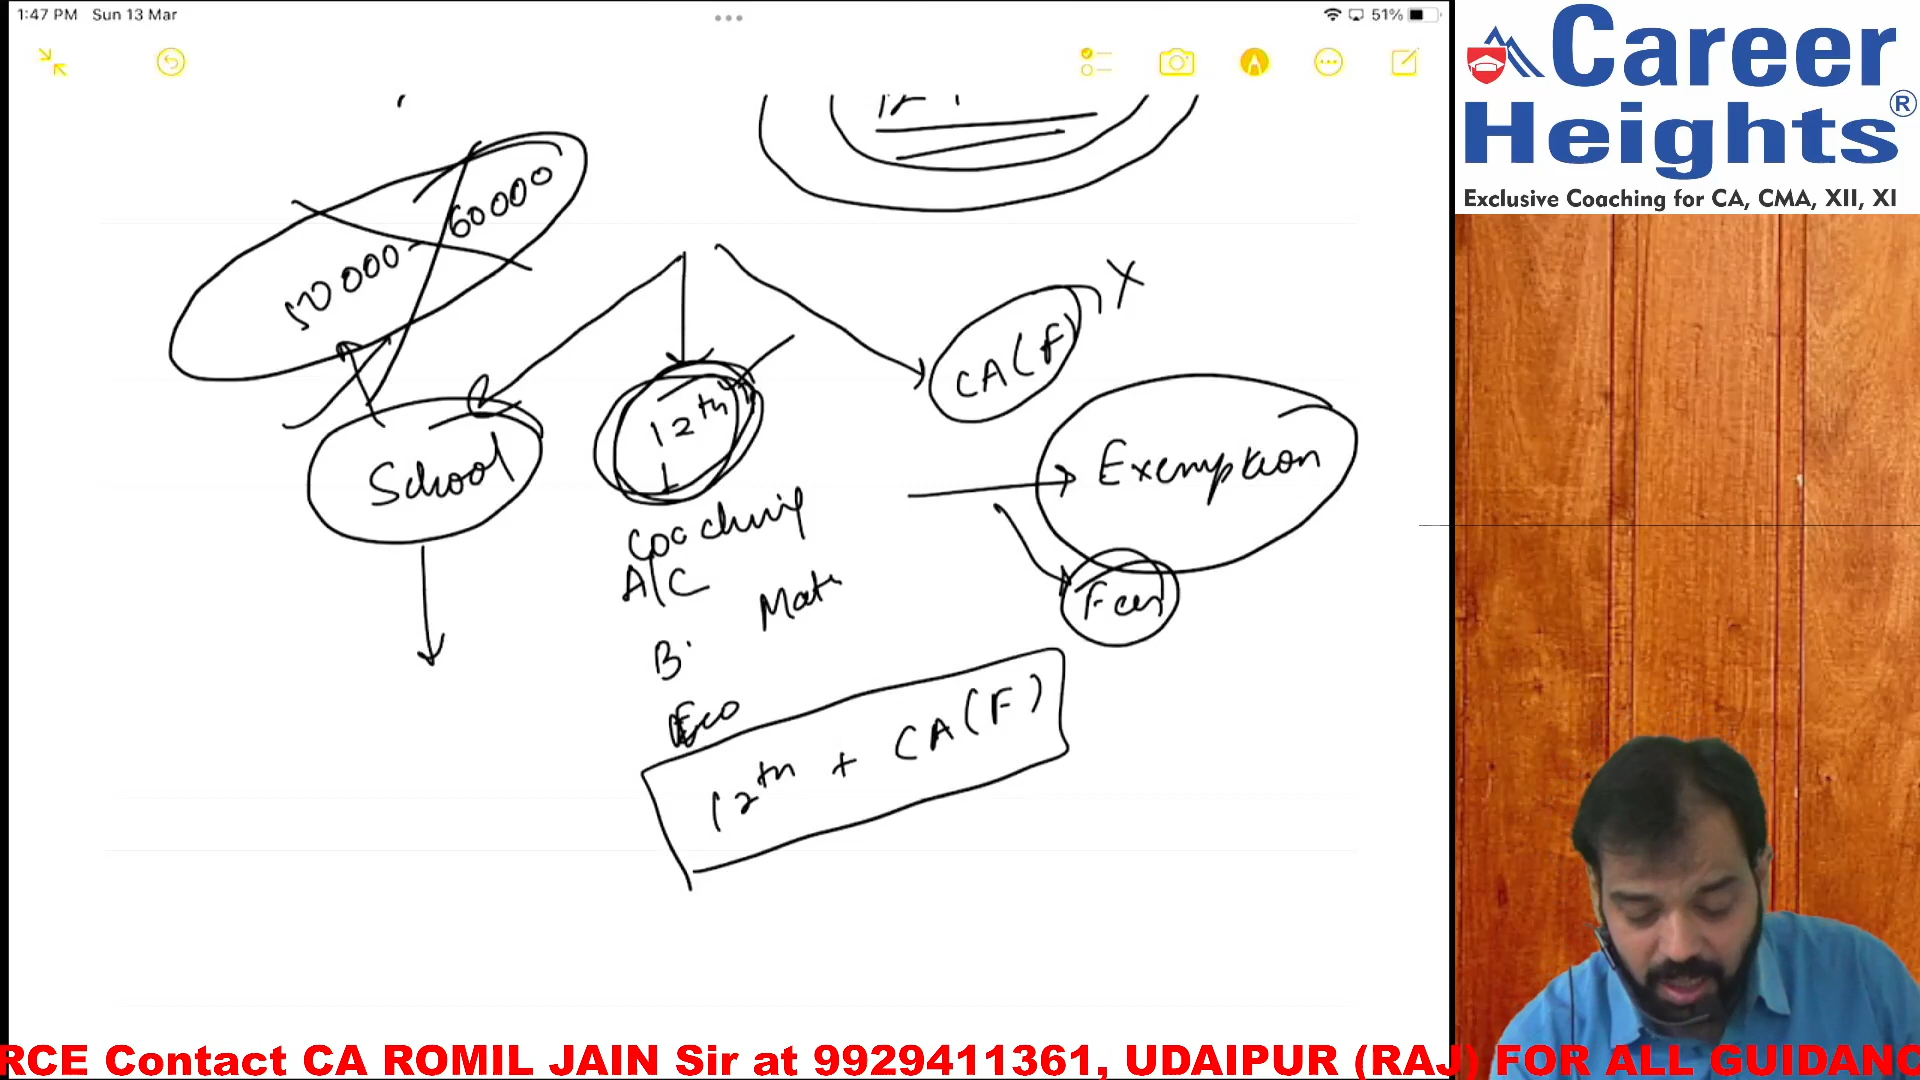 1:47 PM Sun 13 Mar
51%
Career
Heights®
Exclusive Coaching for CA, CMA, XII, XI
50000 - 60000
CA(F) X
12th
School
Exemption
Coaching
A/C
Mat
Fees
B.
Eco
12th + CA(F)
RCE Contact CA ROMIL JAIN Sir at 9929411361, UDAIPUR (RAJ) FOR ALL GUIDANC